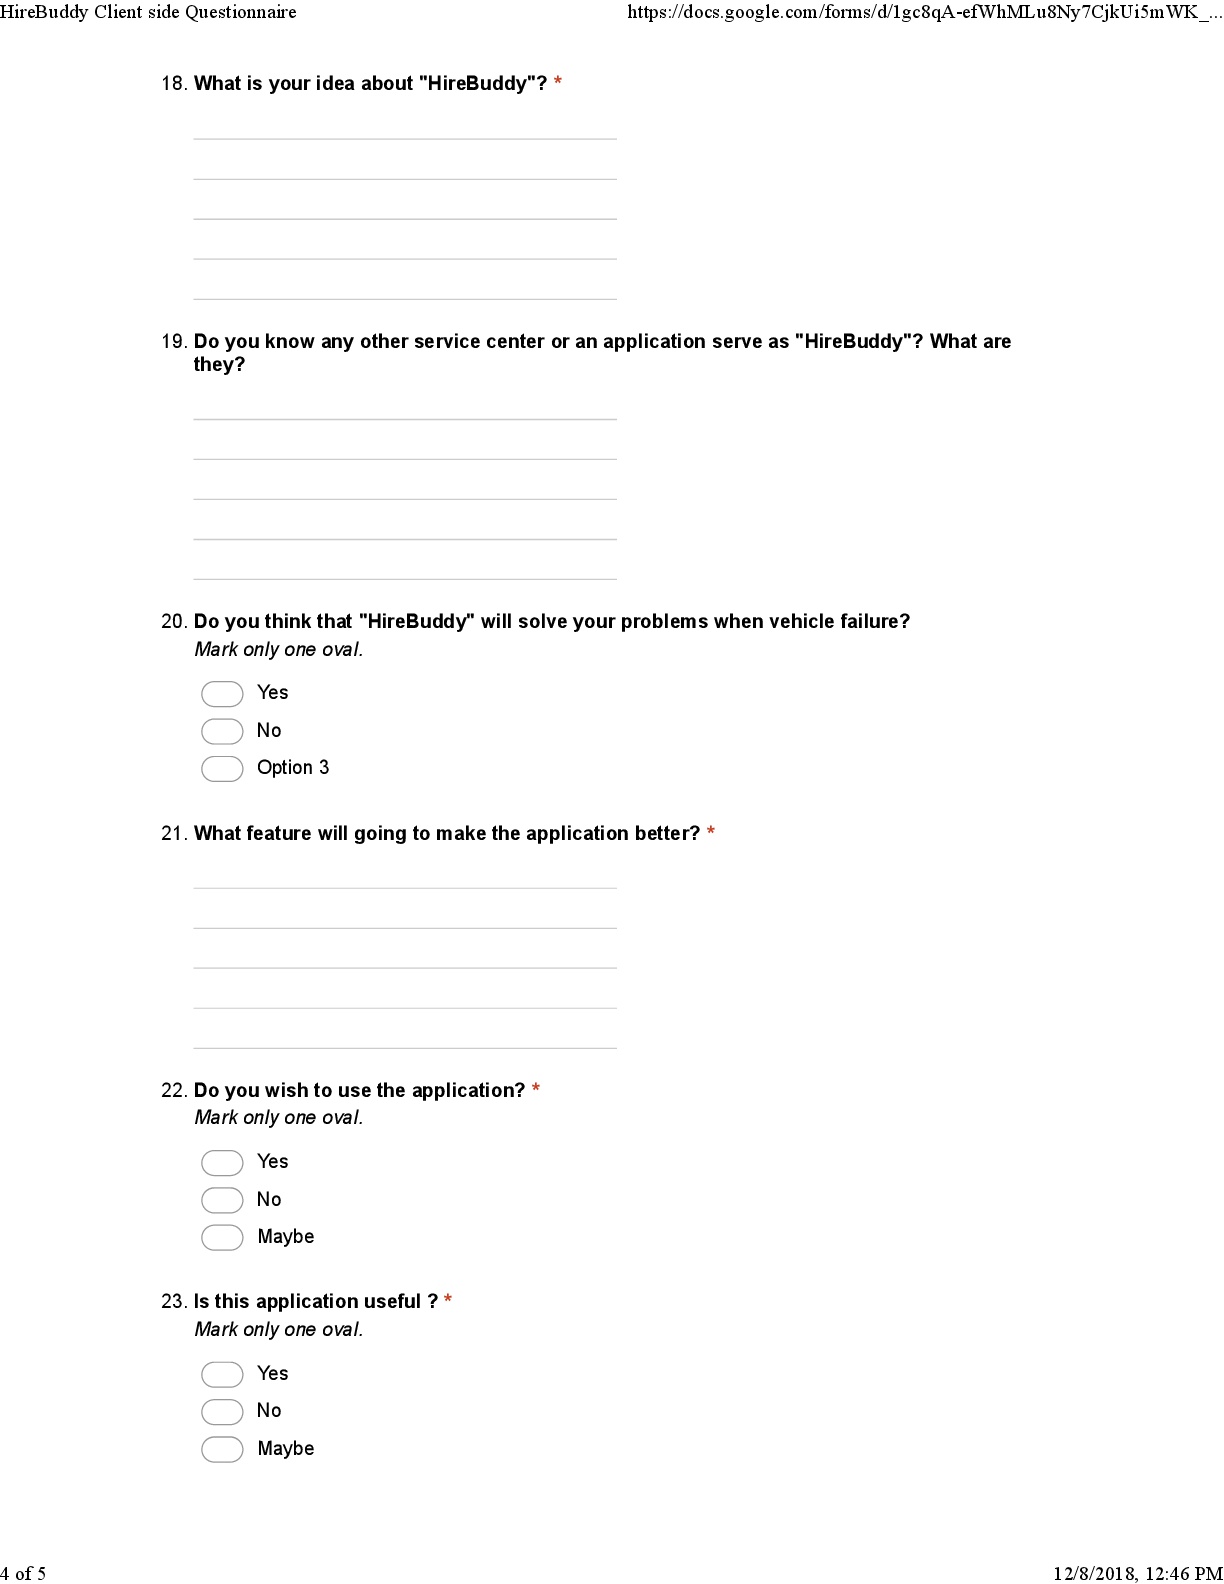 HireBuddy Client side Questionnaire https://docs.google.com/forms/d/1gc8qA-efWhMLu8Ny7CjkUi5mWK_...
18. What is your idea about "HireBuddy"? *
19. Do you know any other service center or an application serve as "HireBuddy"? What are
they?
20. Do you think that "HireBuddy" will solve your problems when vehicle failure?
Mark only one oval.
Yes
No
Option 3
21. What feature will going to make the application better? *
22. Do you wish to use the application? *
Mark only one oval.
Yes
No
Maybe
23. Is this application useful ? *
Mark only one oval.
Yes
No
Maybe
4 of 5 12/8/2018, 12:46 PM